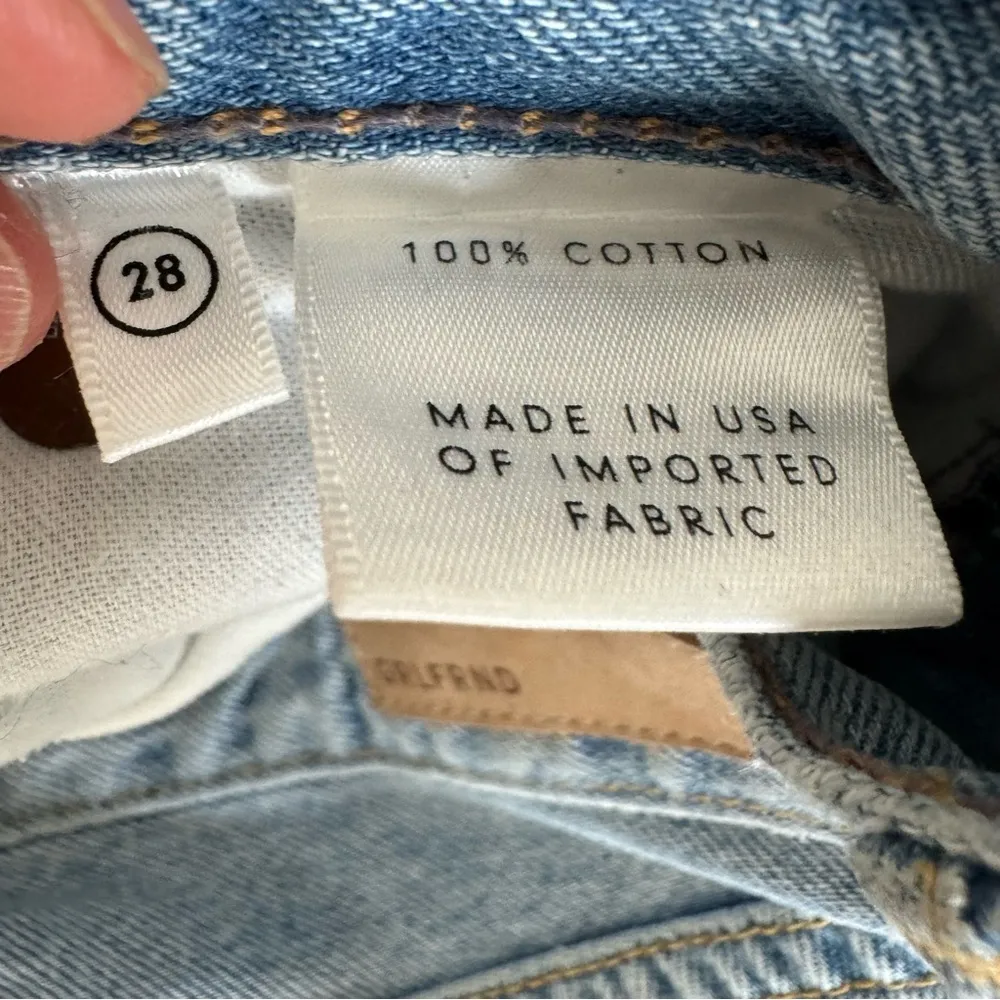 28
100% COTTON
MADE IN USA
OF IMPORTED
FABRIC
GRLFRND